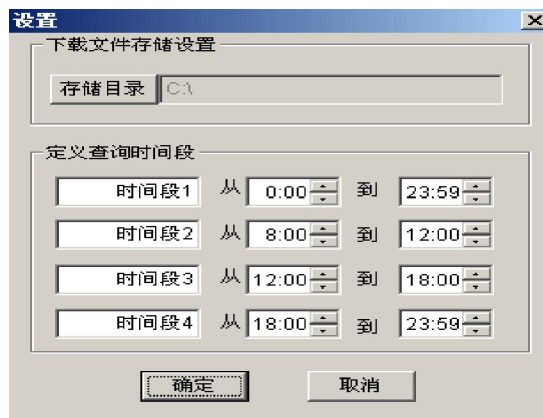 设置
下载文件存储设置
存储目录 C:\
定义查询时间段
时间段1 从 0:00 到 23:59
时间段2 从 8:00 到 12:00
时间段3 从 12:00 到 18:00
时间段4 从 18:00 到 23:59
确定 取消